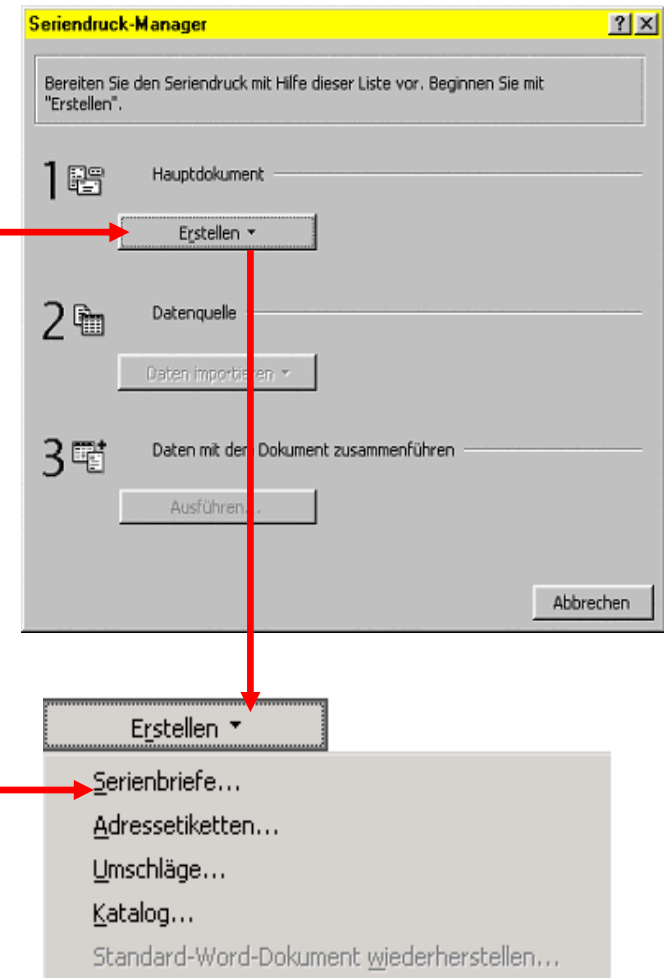 Seriendruck-Manager
Bereiten Sie den Seriendruck mit Hilfe dieser Liste vor. Beginnen Sie mit
"Erstellen".
1 Hauptdokument
Erstellen
2 Datenquelle
Daten importieren
3 Daten mit dem Dokument zusammenführen
Ausführen...
Abbrechen
Erstellen
Serienbriefe...
Adressetiketten...
Umschläge...
Katalog...
Standard-Word-Dokument wiederherstellen...